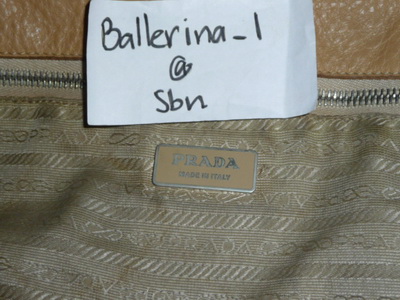 Ballerina_1
@
Sbn
PRADA
MADE IN ITALY